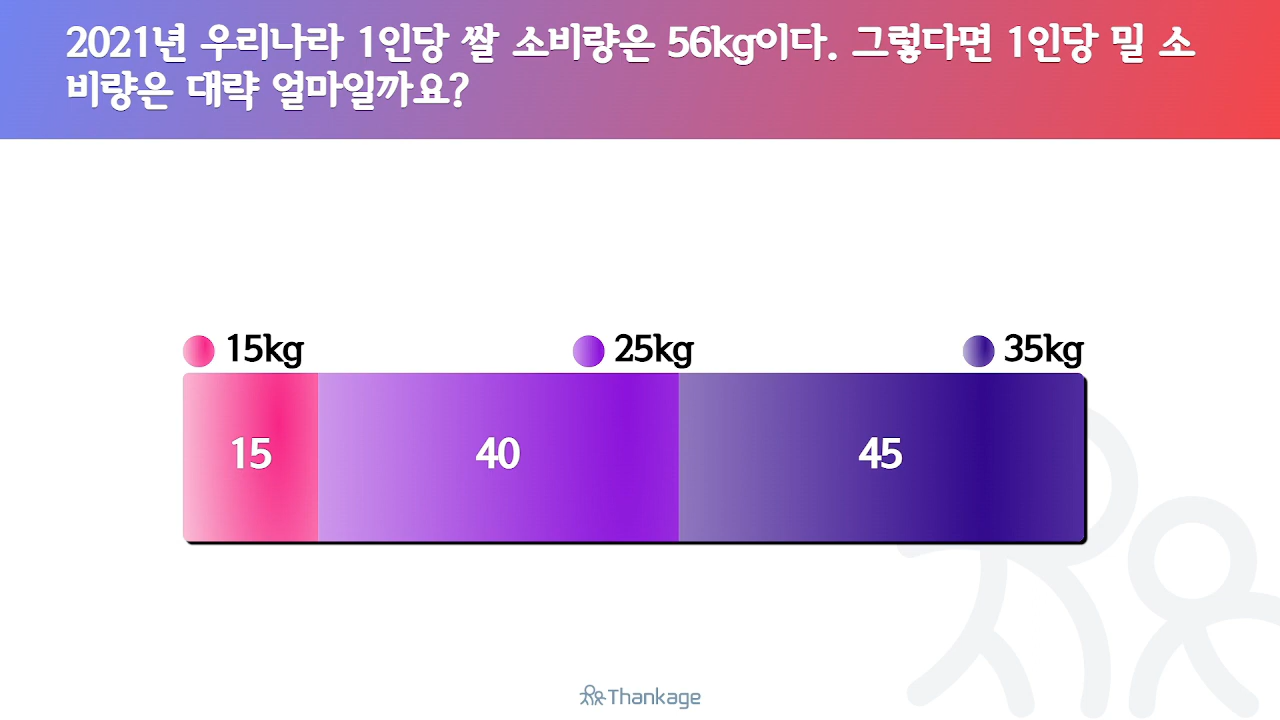 2021년 우리나라 1인당 쌀 소비량은 56kg이다. 그렇다면 1인당 밀 소
비량은 대략 얼마일까요?
15kg 25kg 35kg
15 40 45
Thankage